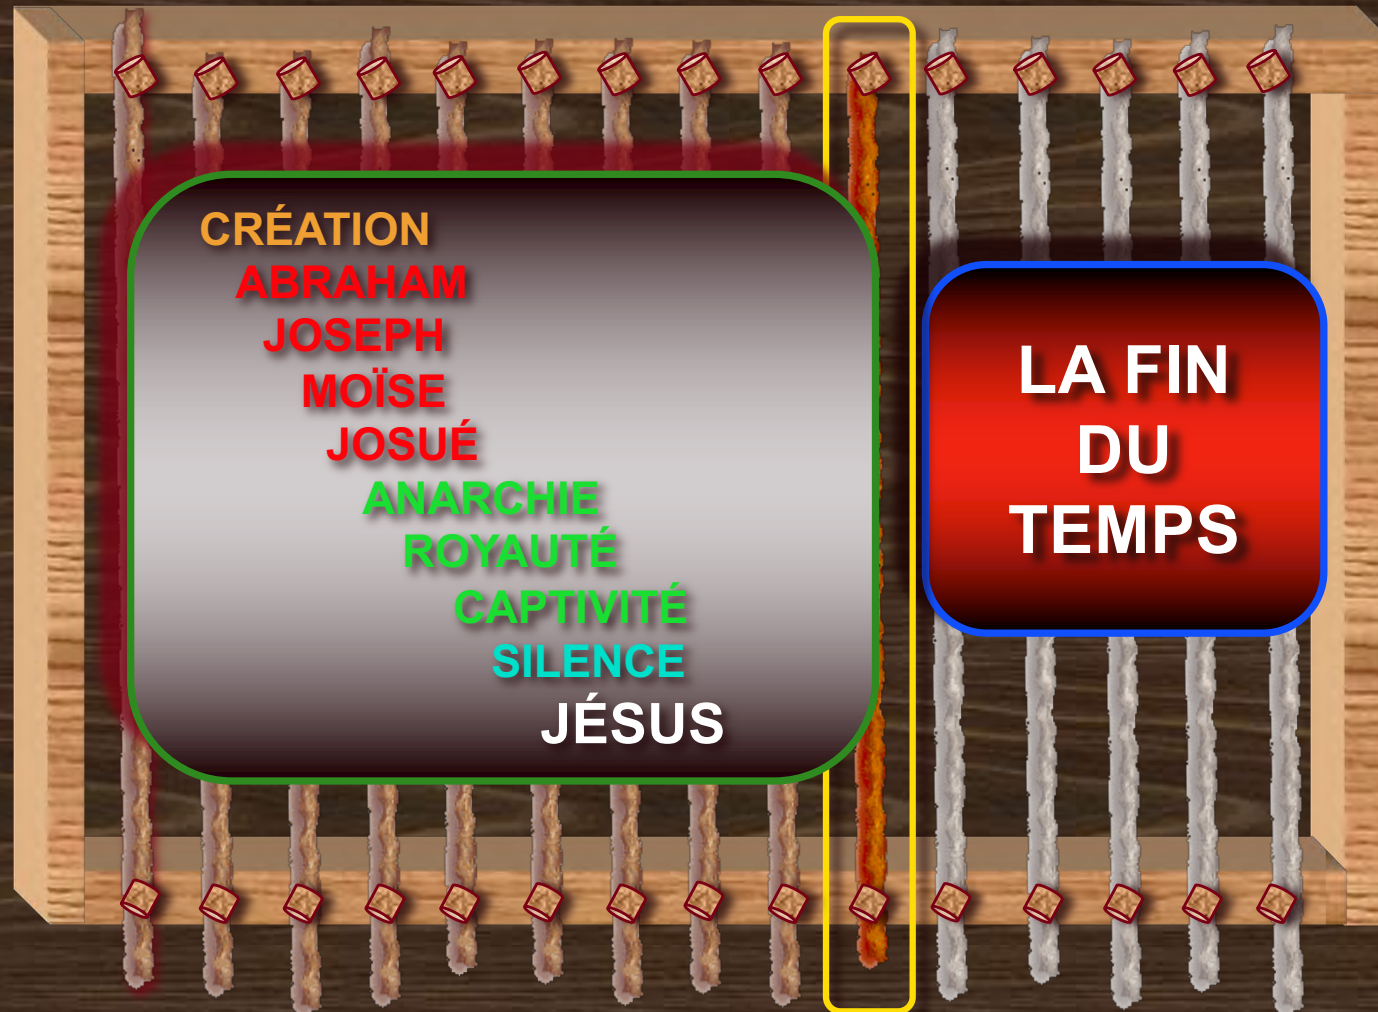 CRÉATION
ABRAHAM
JOSEPH
MOÏSE
JOSUÉ
ANARCHIE
ROYAUTÉ
CAPTIVITÉ
SILENCE
JÉSUS
LA FIN
DU
TEMPS